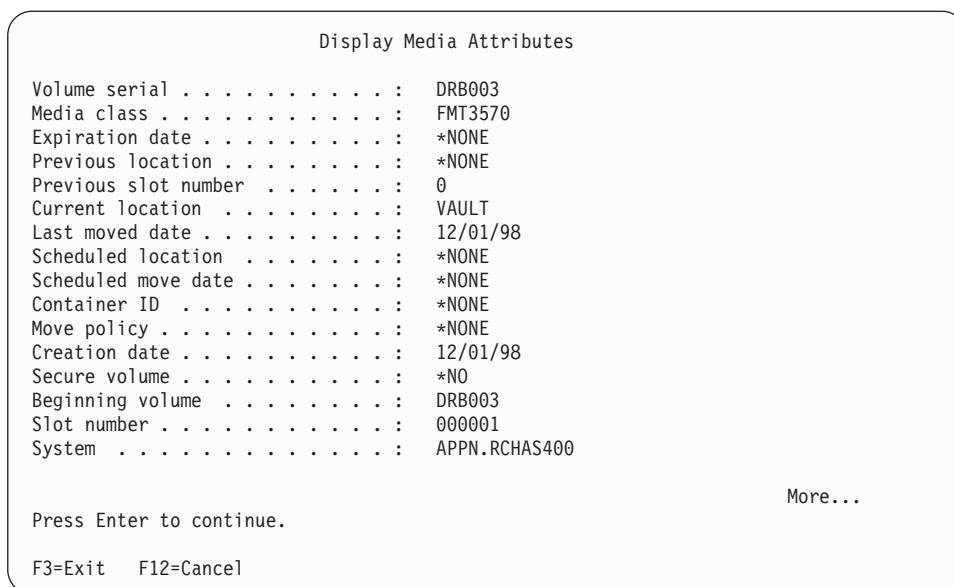 Display Media Attributes
Volume serial . . . . . . . . . . : DRB003
Media class . . . . . . . . . . . : FMT3570
Expiration date . . . . . . . . . : *NONE
Previous location . . . . . . . . : *NONE
Previous slot number . . . . . . : 0
Current location . . . . . . . . : VAULT
Last moved date . . . . . . . . . : 12/01/98
Scheduled location . . . . . . . : *NONE
Scheduled move date . . . . . . . : *NONE
Container ID . . . . . . . . . . : *NONE
Move policy . . . . . . . . . . . : *NONE
Creation date . . . . . . . . . . : 12/01/98
Secure volume . . . . . . . . . . : *NO
Beginning volume . . . . . . . . : DRB003
Slot number . . . . . . . . . . . : 000001
System . . . . . . . . . . . . . : APPN.RCHAS400
More...
Press Enter to continue.
F3=Exit F12=Cancel